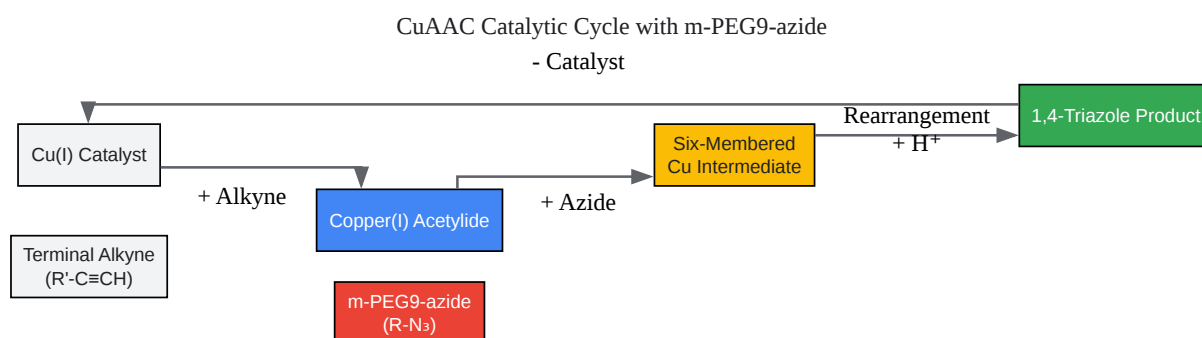 CuAAC Catalytic Cycle with m-PEG9-azide
- Catalyst
Cu(I) Catalyst
+ Alkyne
Copper(I) Acetylide
+ Azide
Six-Membered
Cu Intermediate
Rearrangement
+ H⁺
1,4-Triazole Product
Terminal Alkyne
(R'-C≡CH)
m-PEG9-azide
(R-N₃)